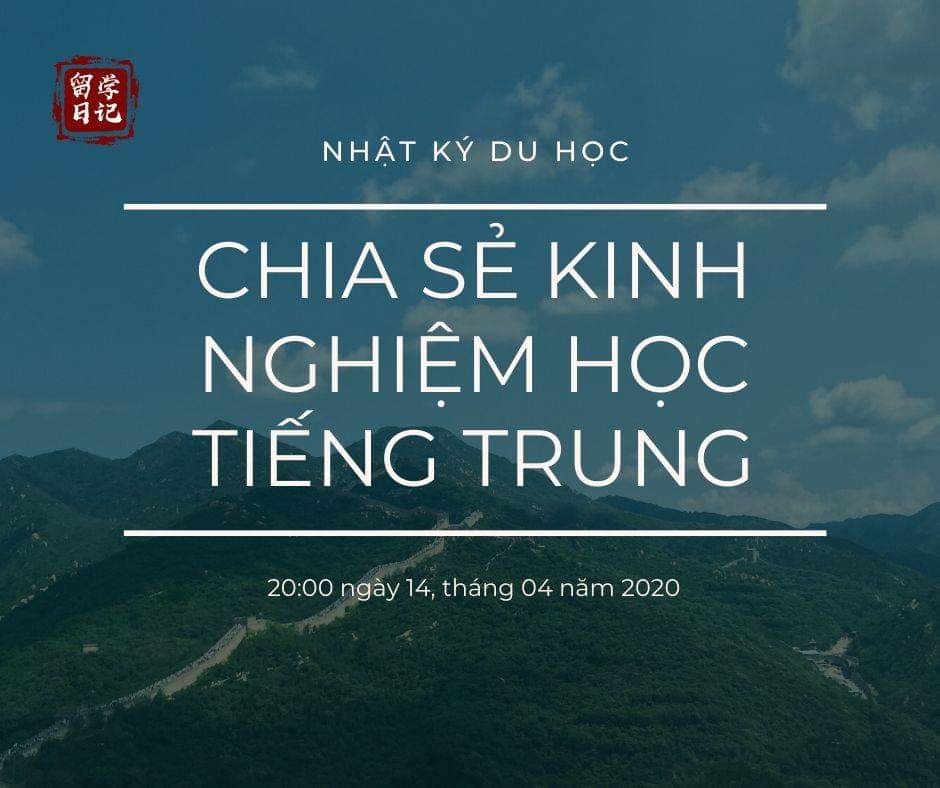 留学
日记
NHẬT KÝ DU HỌC
CHIA SẺ KINH
NGHIỆM HỌC
TIẾNG TRUNG
20:00 ngày 14, tháng 04 năm 2020